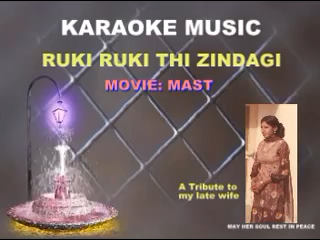 KARAOKE MUSIC
RUKI RUKI THI ZINDAGI
MOVIE: MAST
A Tribute to
my late wife
MAY HER SOUL REST IN PEACE